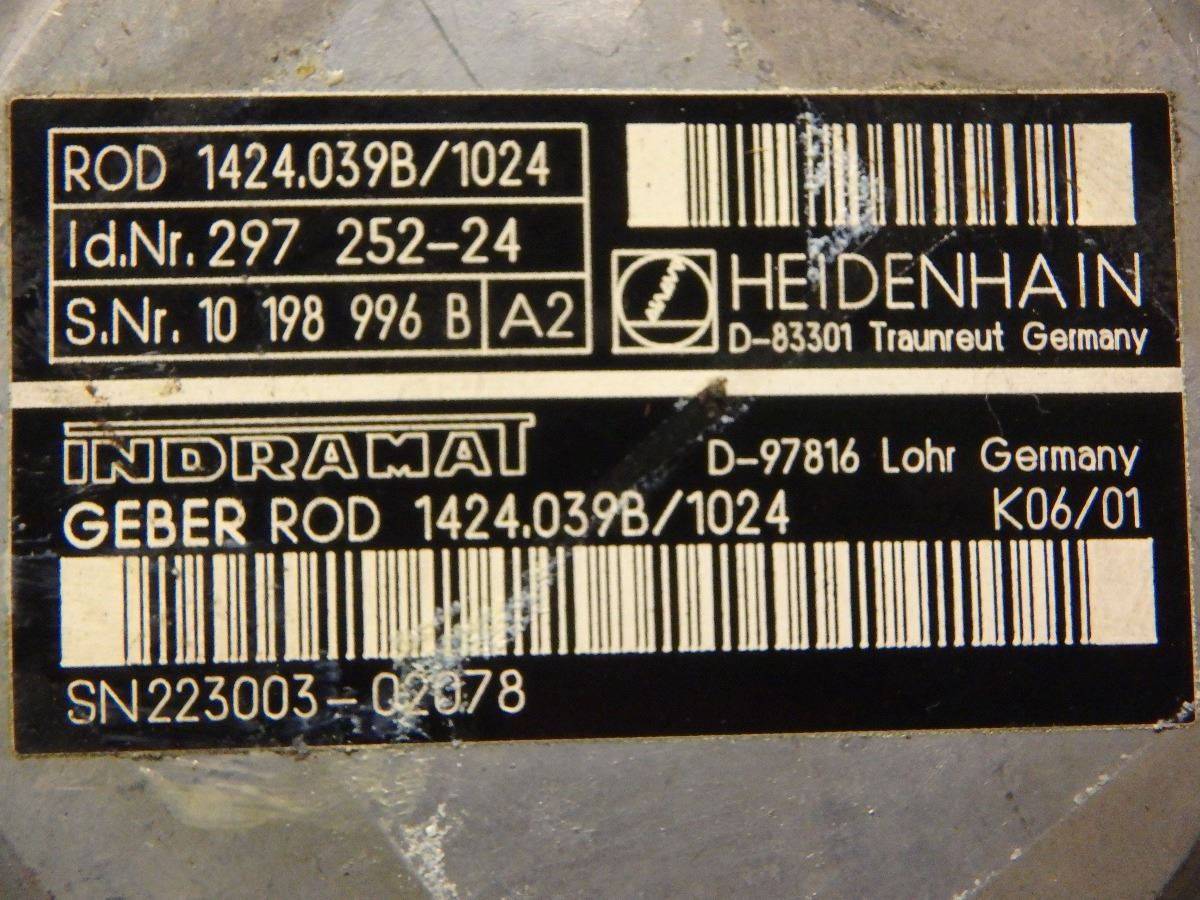 ROD 1424.039B/1024
Id.Nr. 297 252-24
S.Nr. 10 198 996 B A2
HEIDENHAIN
D-83301 Traunreut Germany
INDRAMAT
D-97816 Lohr Germany
GEBER ROD 1424.039B/1024 K06/01
SN223003-02078